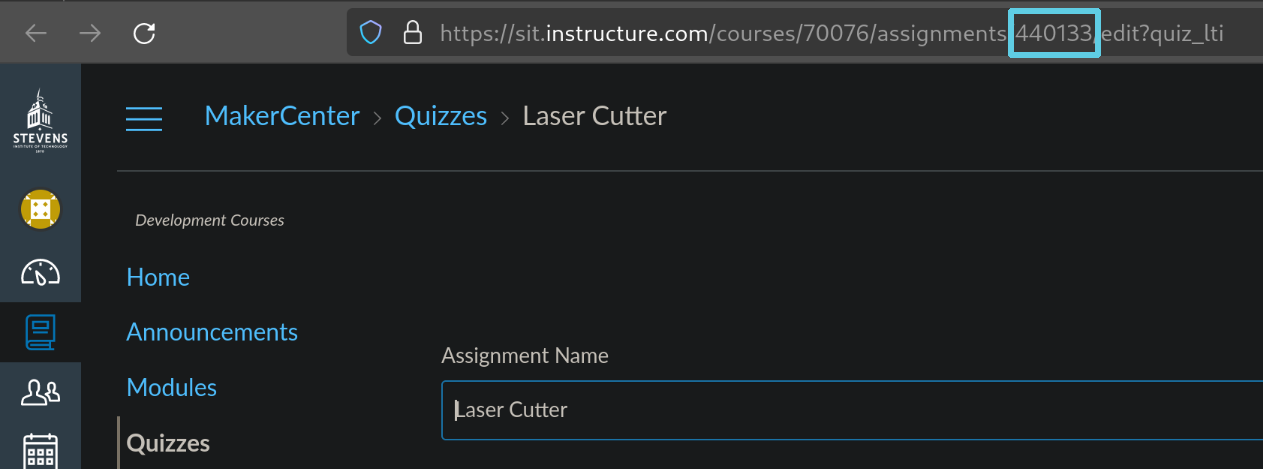 https://sit.instructure.com/courses/70076/assignments/440133/edit?quiz_lti
STEVENS
INSTITUTE OF TECHNOLOGY
1870
MakerCenter > Quizzes > Laser Cutter
Development Courses
Home
Announcements
Modules
Quizzes
Assignment Name
Laser Cutter